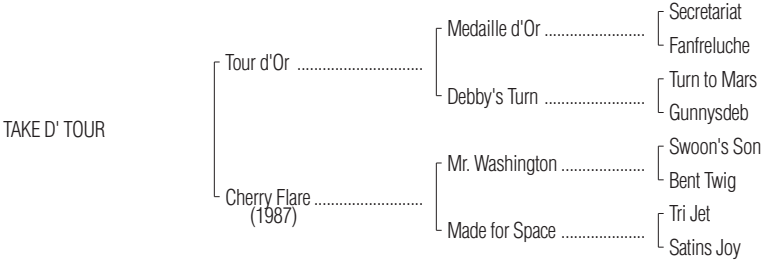 Secretariat
Medaille d'Or ........................
Fanfreluche
Tour d'Or ..............................
Turn to Mars
Debby's Turn ........................
Gunnysdeb
TAKE D' TOUR
Swoon's Son
Mr. Washington ....................
Bent Twig
Cherry Flare ..........................
(1987)
Tri Jet
Made for Space ....................
Satins Joy